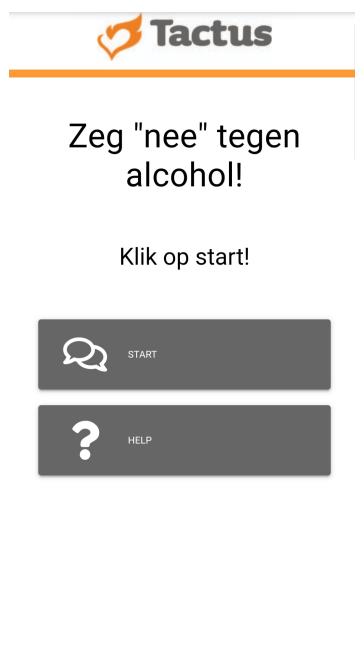 Tactus
Zeg "nee" tegen
alcohol!
Klik op start!
START
HELP